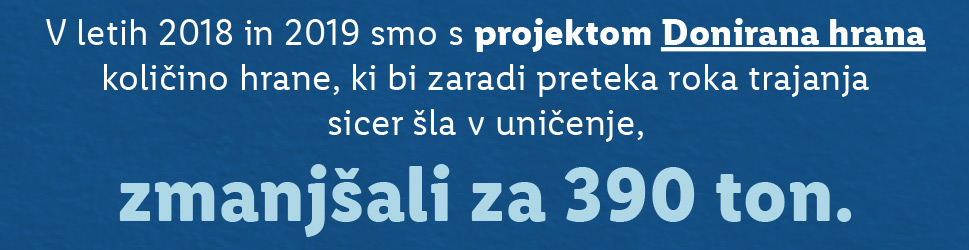 V letih 2018 in 2019 smo s projektom Donirana hrana
količino hrane, ki bi zaradi preteka roka trajanja
sicer šla v uničenje,
zmanjšali za 390 ton.